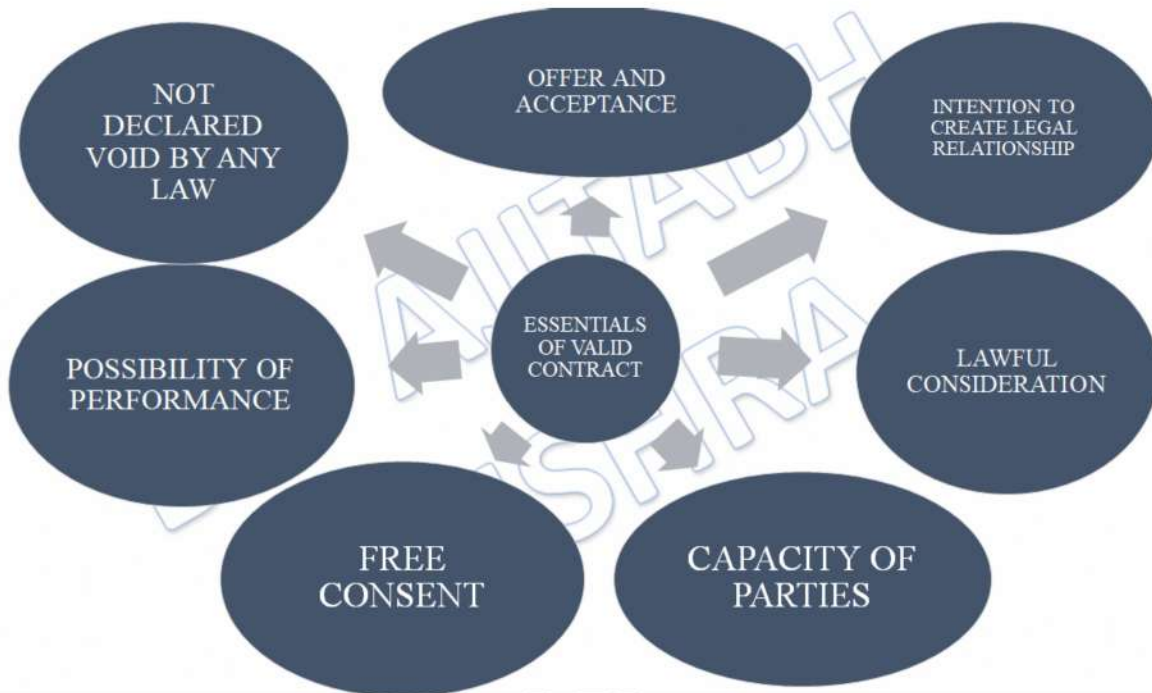 OFFER AND
ACCEPTANCE
INTENTION TO
CREATE LEGAL
RELATIONSHIP
LAWFUL
CONSIDERATION
CAPACITY OF
PARTIES
FREE
CONSENT
POSSIBILITY OF
PERFORMANCE
NOT
DECLARED
VOID BY ANY
LAW
ESSENTIALS
OF VALID
CONTRACT